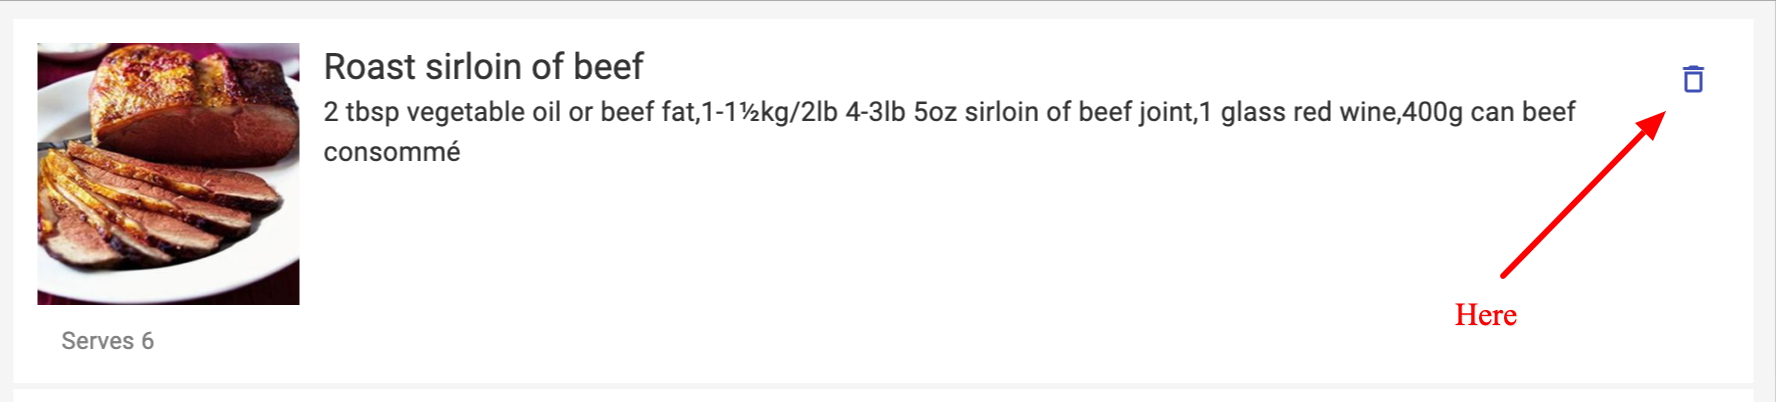 Roast sirloin of beef
2 tbsp vegetable oil or beef fat,1-1½kg/2lb 4-3lb 5oz sirloin of beef joint,1 glass red wine,400g can beef
consommé
Here
Serves 6